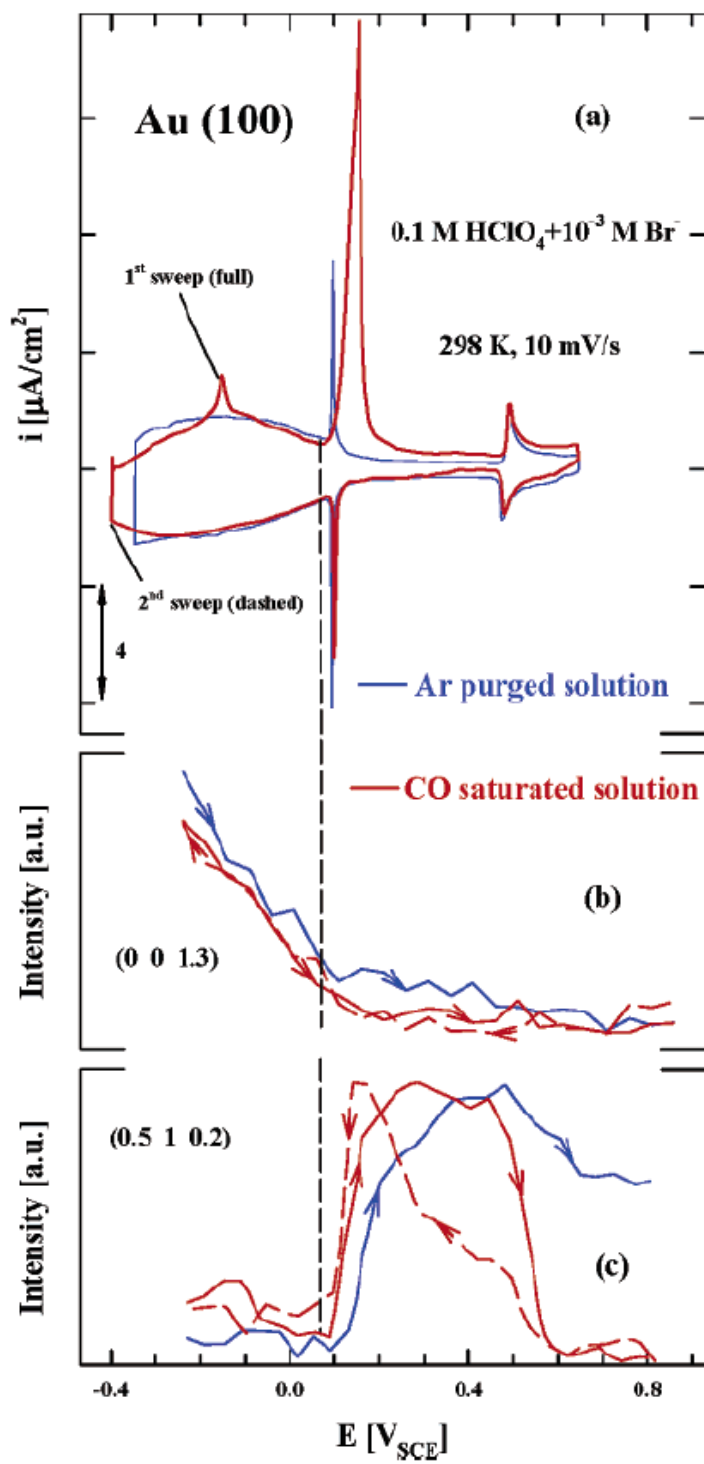 Au (100)
(a)
0.1 M HClO₄+10⁻³ M Br⁻
1ˢᵗ sweep (full)
298 K, 10 mV/s
i [µA/cm²]
2ⁿᵈ sweep (dashed)
4
Ar purged solution
CO saturated solution
Intensity [a.u.]
(b)
(0 0 1.3)
(0.5 1 0.2)
Intensity [a.u.]
(c)
-0.4 0.0 0.4 0.8
E [V_SCE]